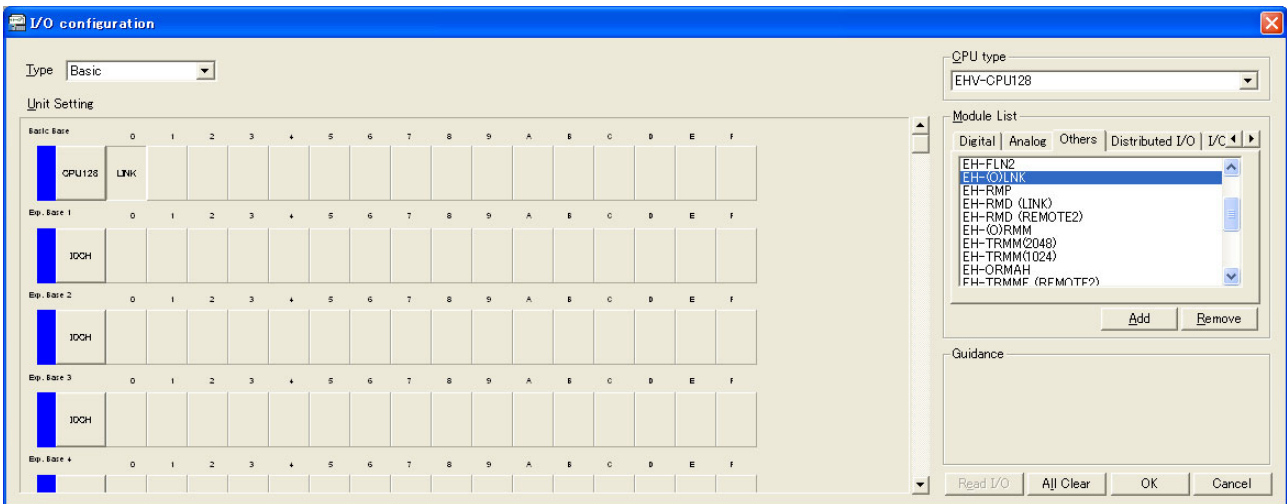 I/O configuration
Type Basic
Unit Setting
Basic Base
0 1 2 3 4 5 6 7 8 9 A B C D E F
CPU128 LINK
Exp. Base 1
0 1 2 3 4 5 6 7 8 9 A B C D E F
IOCH
Exp. Base 2
0 1 2 3 4 5 6 7 8 9 A B C D E F
IOCH
Exp. Base 3
0 1 2 3 4 5 6 7 8 9 A B C D E F
IOCH
Exp. Base 4
0 1 2 3 4 5 6 7 8 9 A B C D E F
CPU type
EHV-CPU128
Module List
Digital Analog Others Distributed I/O I/C
EH-FLN2
EH-(O)LNK
EH-RMP
EH-RMD (LINK)
EH-RMD (REMOTE2)
EH-(O)RMM
EH-TRMM(2048)
EH-TRMM(1024)
EH-ORMAH
EH-TRMME (REMOTE2)
Add Remove
Guidance
Read I/O All Clear OK Cancel